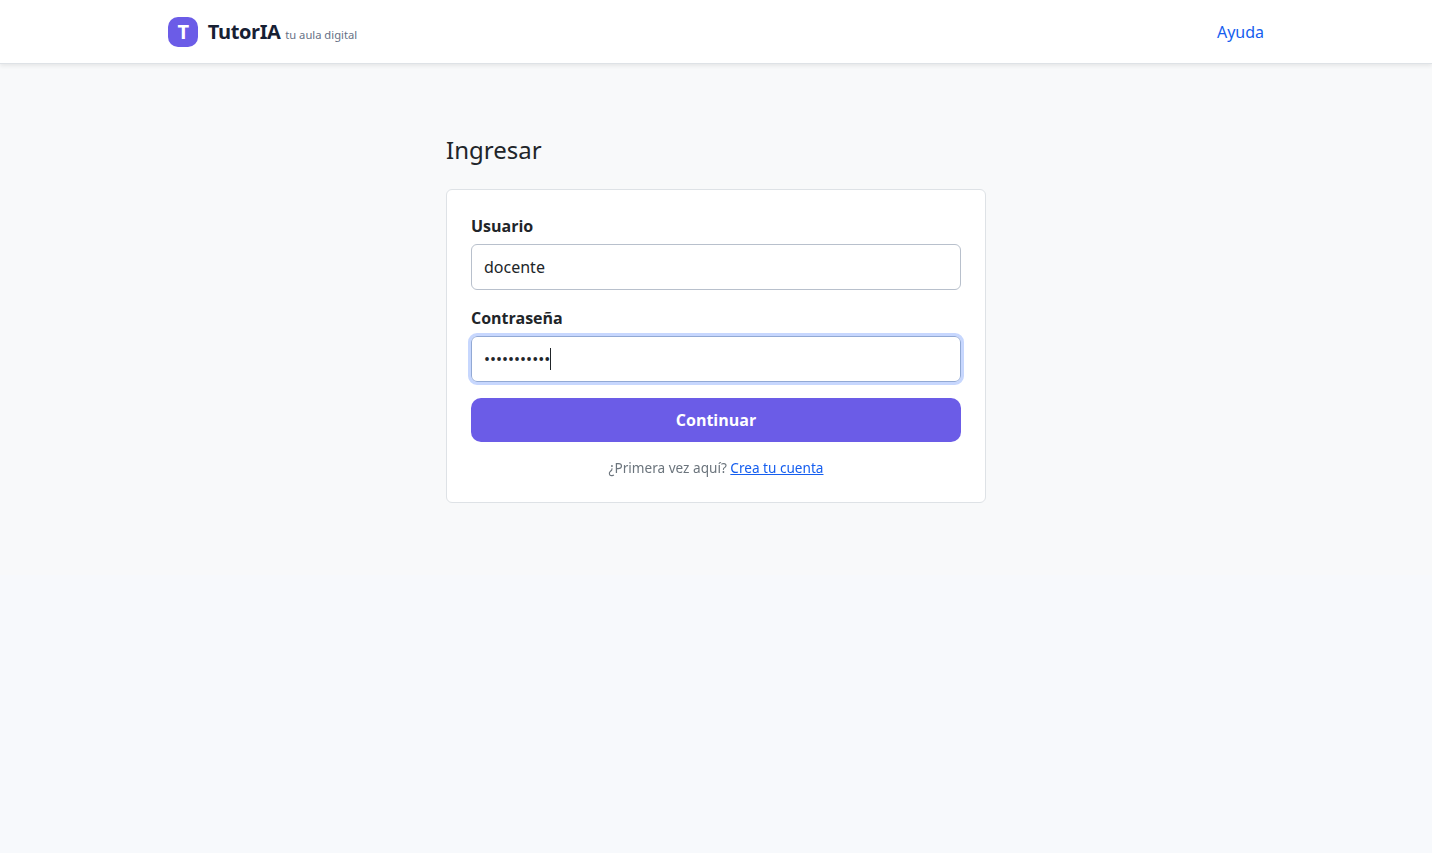 T TutorIA tu aula digital
Ayuda
Ingresar
Usuario
docente
Contraseña
•••••••••••
Continuar
¿Primera vez aquí? Crea tu cuenta